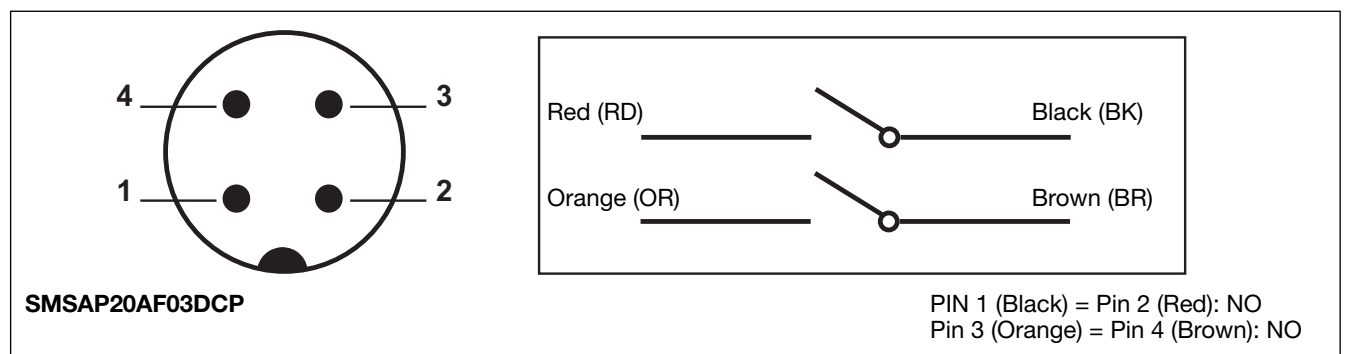 4
3
1
2
Red (RD)
Black (BK)
Orange (OR)
Brown (BR)
SMSAP20AF03DCP
PIN 1 (Black) = Pin 2 (Red): NO
Pin 3 (Orange) = Pin 4 (Brown): NO